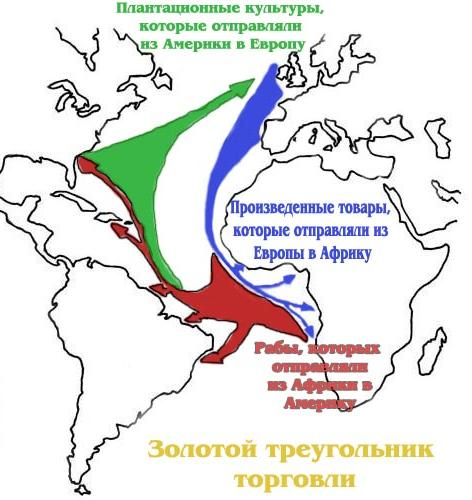 Плантационные культуры,
которые отправляли
из Америки в Европу
Произведенные товары,
которые отправляли из
Европы в Африку
Рабы, которых
отправляли
из Африки в
Америку
Золотой треугольник
торговли